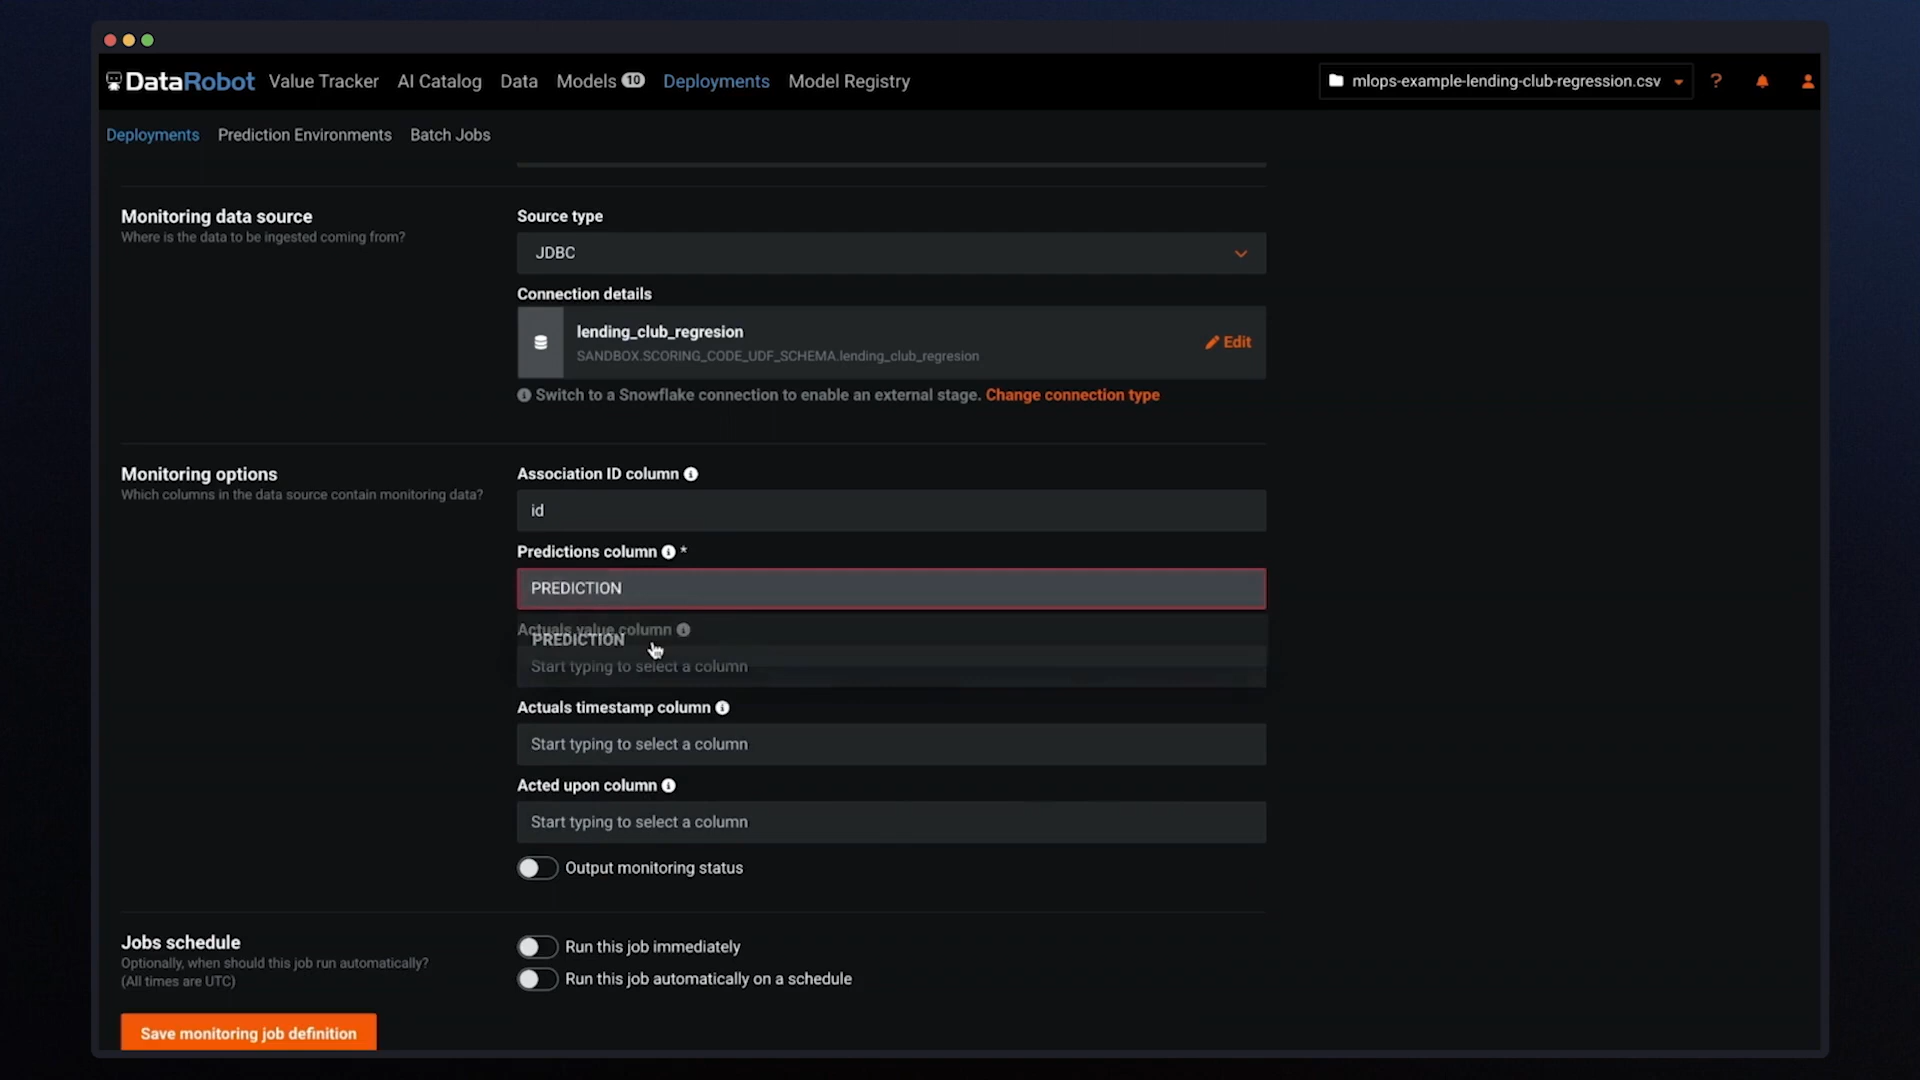 DataRobot Value Tracker AI Catalog Data Models 10 Deployments Model Registry mlops-example-lending-club-regression.csv ?
Deployments Prediction Environments Batch Jobs
Monitoring data source
Where is the data to be ingested coming from?
Source type
JDBC
Connection details
lending_club_regresion
SANDBOX.SCORING_CODE_UDF_SCHEMA.lending_club_regresion
Edit
Switch to a Snowflake connection to enable an external stage. Change connection type
Monitoring options
Which columns in the data source contain monitoring data?
Association ID column
id
Predictions column *
PREDICTION
Actuals value column
PREDICTION
Start typing to select a column
Actuals timestamp column
Start typing to select a column
Acted upon column
Start typing to select a column
Output monitoring status
Jobs schedule
Optionally, when should this job run automatically?
(All times are UTC)
Run this job immediately
Run this job automatically on a schedule
Save monitoring job definition